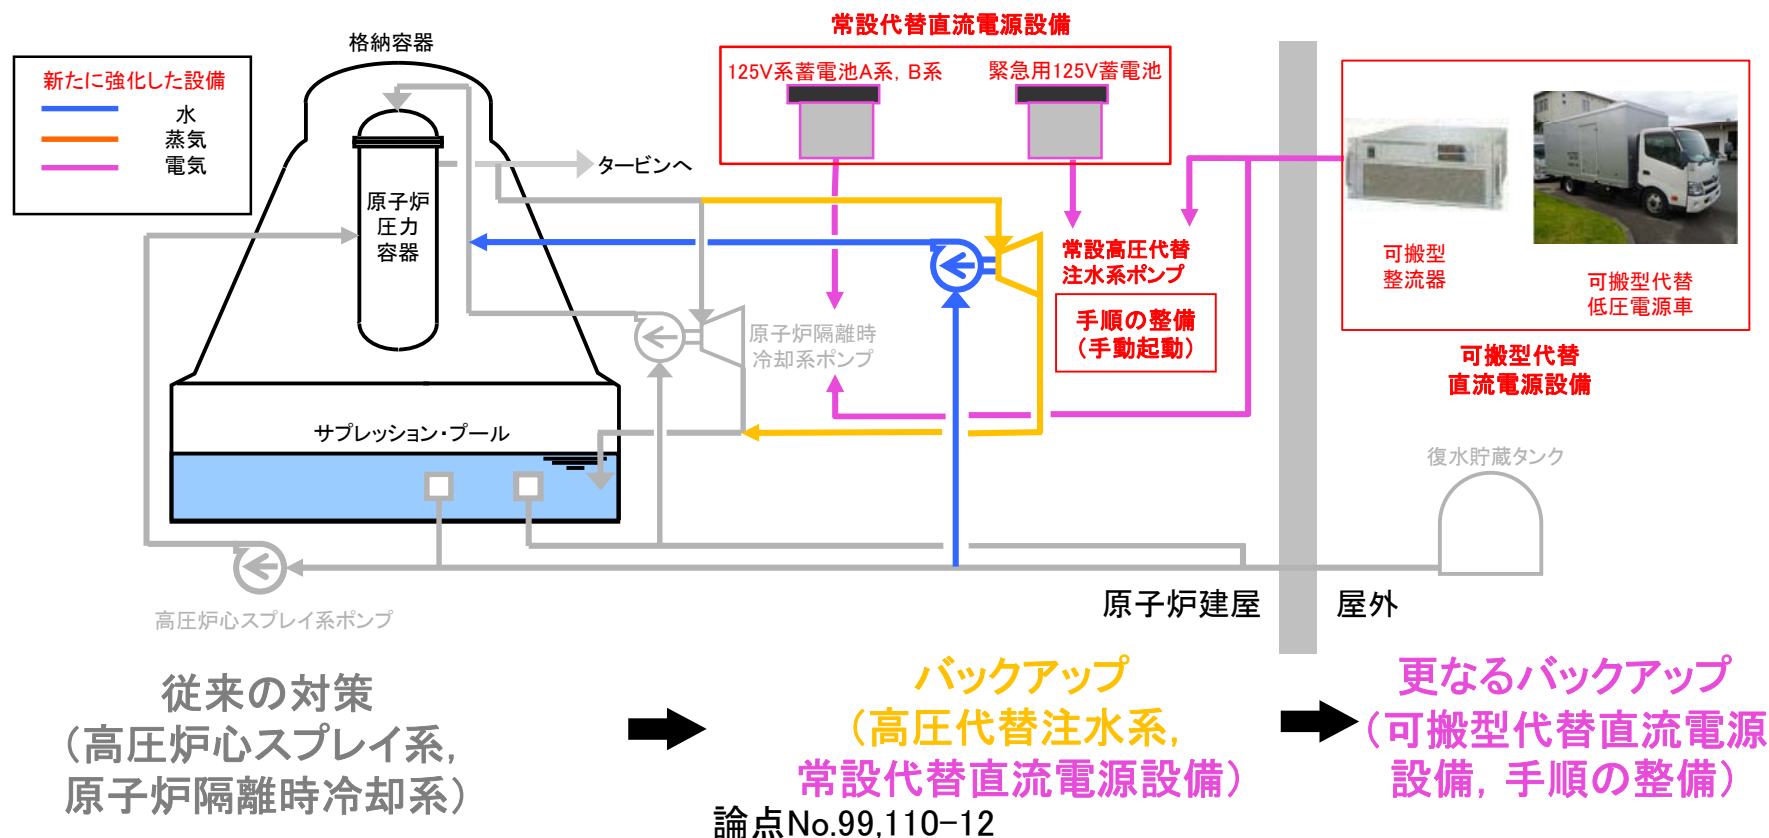 常設代替直流電源設備
格納容器
新たに強化した設備
水
蒸気
電気
125V系蓄電池A系，B系
緊急用125V蓄電池
タービンへ
原子炉
圧力
容器
常設高圧代替
注水系ポンプ
手順の整備
（手動起動）
原子炉隔離時
冷却系ポンプ
可搬型
整流器
可搬型代替
低圧電源車
可搬型代替
直流電源設備
サプレッション・プール
復水貯蔵タンク
高圧炉心スプレイ系ポンプ
原子炉建屋
屋外
従来の対策
（高圧炉心スプレイ系，
原子炉隔離時冷却系）
バックアップ
（高圧代替注水系，
常設代替直流電源設備）
更なるバックアップ
（可搬型代替直流電源
設備，手順の整備）
論点No.99,110−12